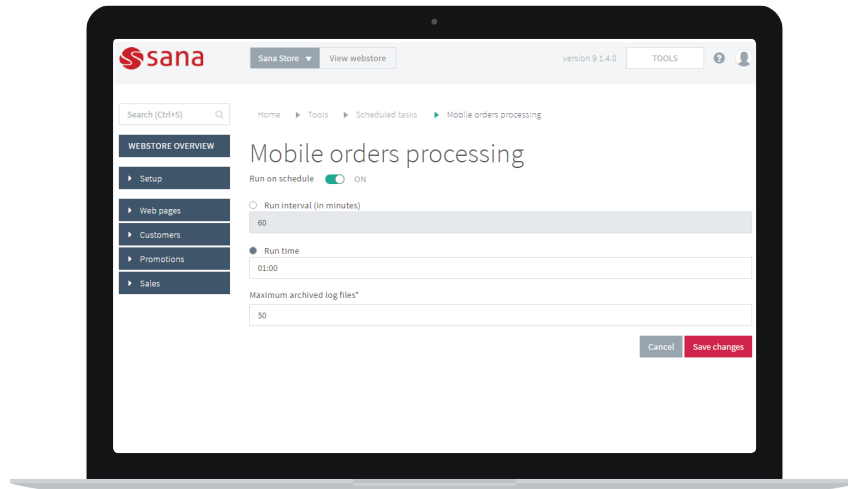 sana
Sana Store View webstore version 9.1.4.0 TOOLS ?
Search (Ctrl+S)
Home Tools Scheduled tasks Mobile orders processing
WEBSTORE OVERVIEW
Mobile orders processing
Setup
Run on schedule ON
Web pages
Customers
Promotions
Sales
Run interval (in minutes)
60
Run time
01:00
Maximum archived log files*
50
Cancel Save changes